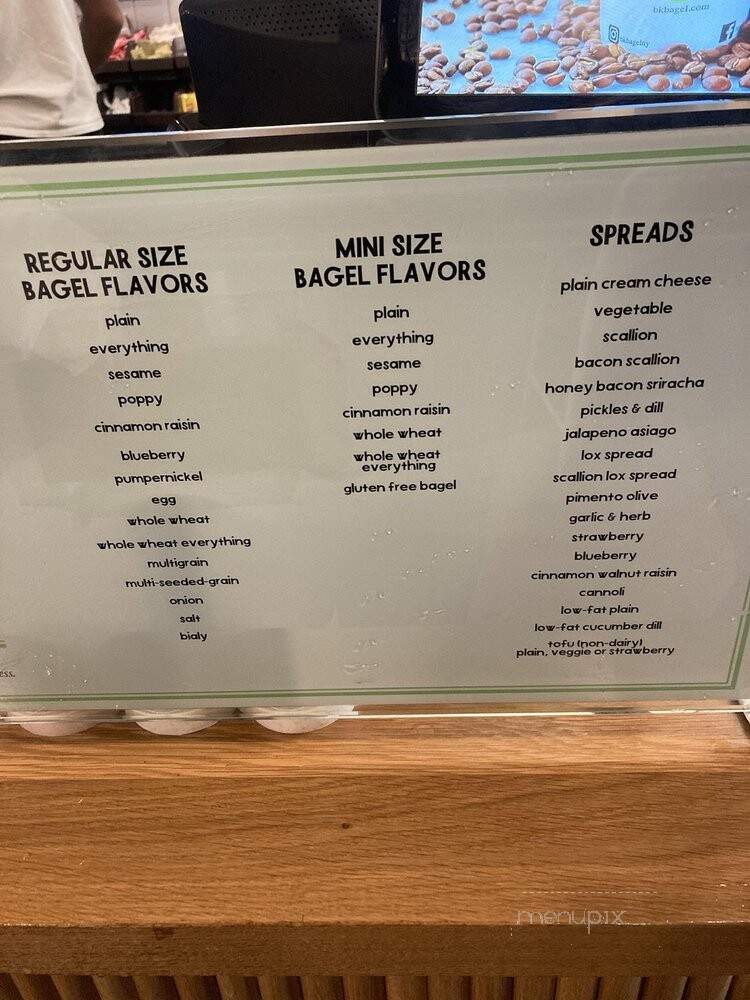 bkbagel.com
bkbagelny
REGULAR SIZE
BAGEL FLAVORS
plain
everything
sesame
poppy
cinnamon raisin
blueberry
pumpernickel
egg
whole wheat
whole wheat everything
multigrain
multi-seeded-grain
onion
salt
bialy
MINI SIZE
BAGEL FLAVORS
plain
everything
sesame
poppy
cinnamon raisin
whole wheat
whole wheat
everything
gluten free bagel
SPREADS
plain cream cheese
vegetable
scallion
bacon scallion
honey bacon sriracha
pickles & dill
jalapeno asiago
lox spread
scallion lox spread
pimento olive
garlic & herb
strawberry
blueberry
cinnamon walnut raisin
cannoli
low-fat plain
low-fat cucumber dill
tofu (non-dairy)
plain, veggie or strawberry
menupix